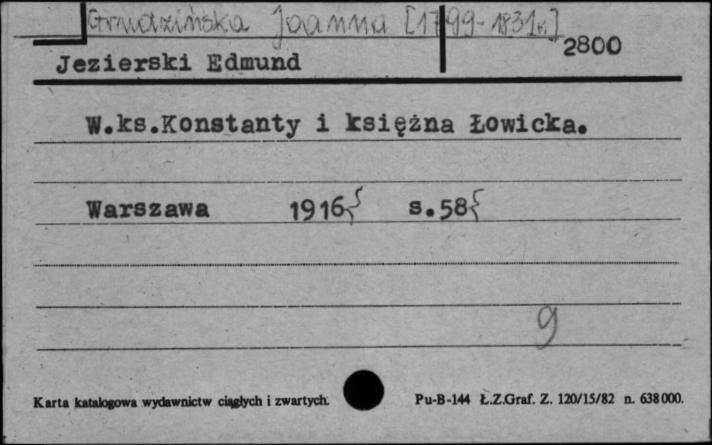 Grudzińska Joanna [1799-1831r.]
2800
Jezierski Edmund
W.ks.Konstanty i księżna Łowicka.
Warszawa 1916 s.58
9
Karta katalogowa wydawnictw ciągłych i zwartych. Pu-B-144 Ł.Z.Graf. Z. 120/15/82 n. 638000.